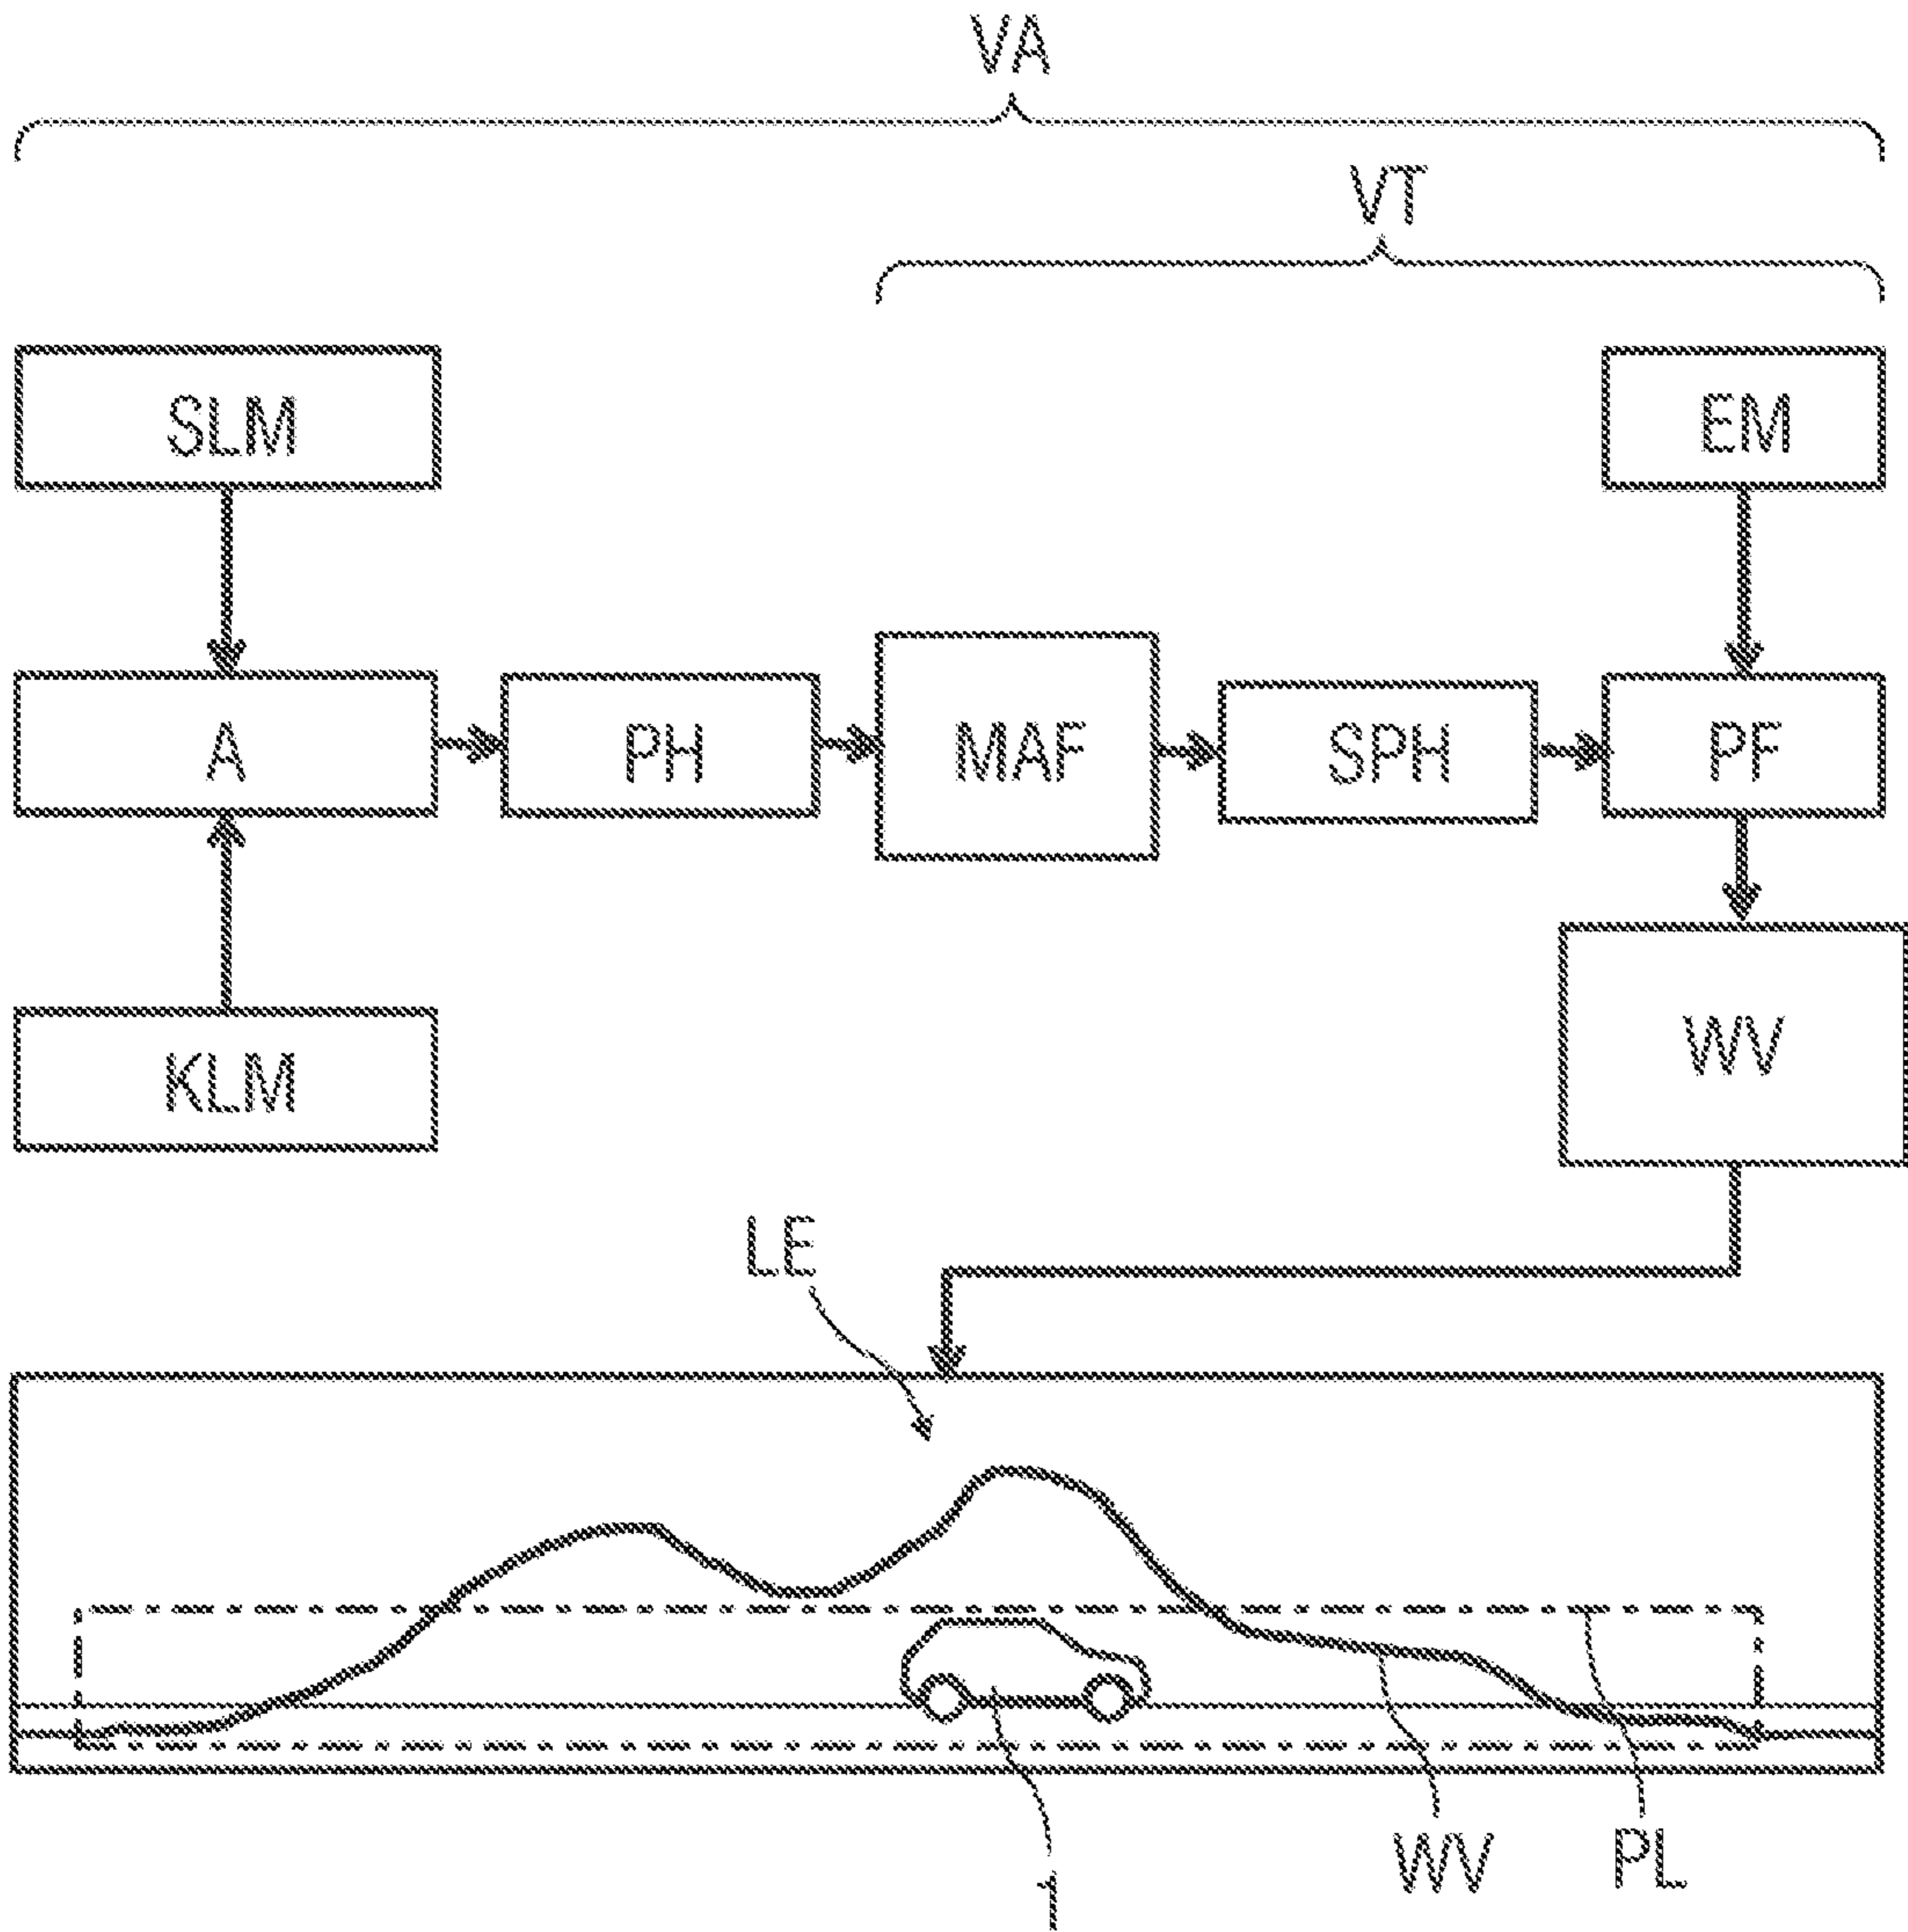 VA
VT
SLM EM
A PH MAF SPH PF
KLM WV
LE
WV PL
1